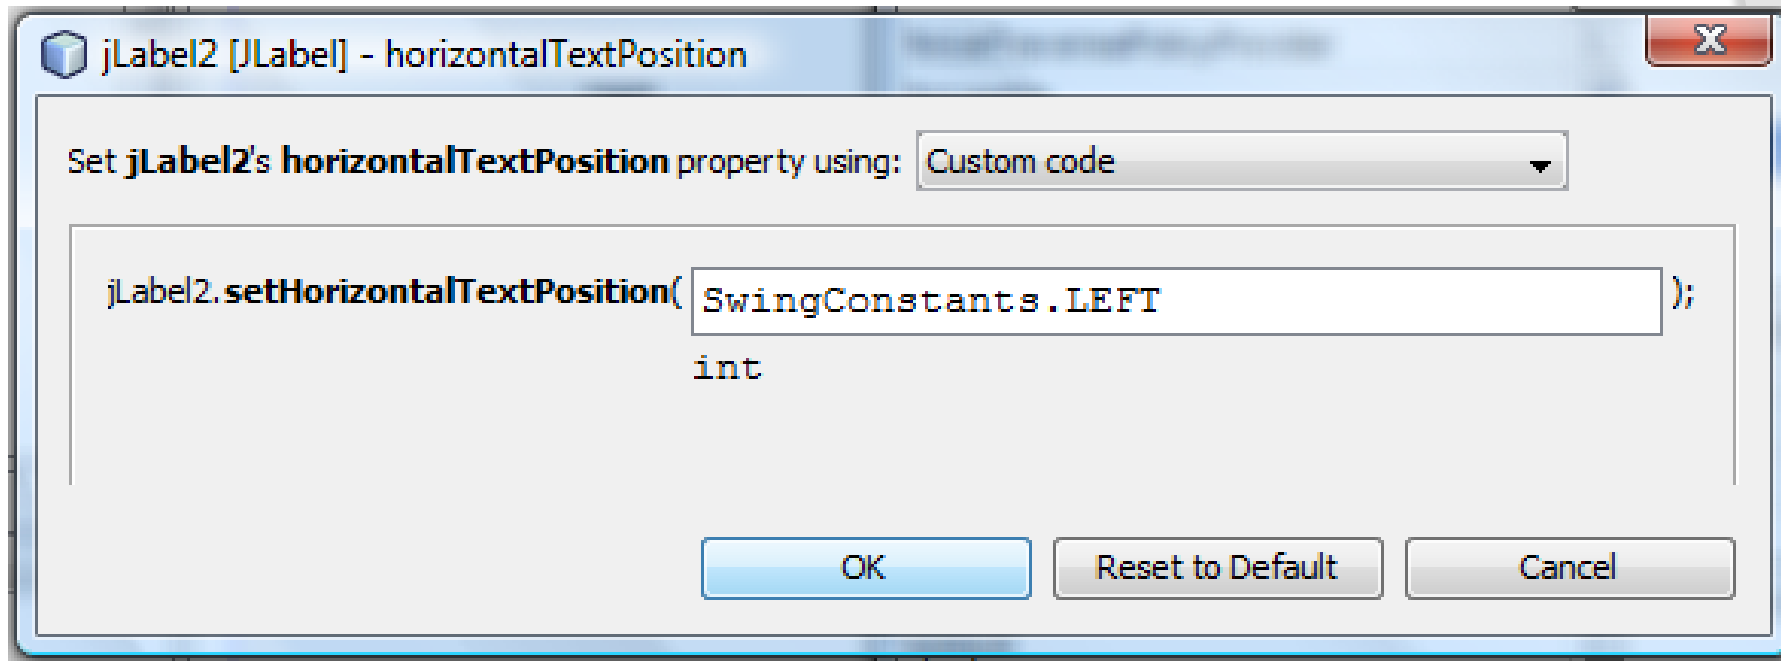 jLabel2 [JLabel] - horizontalTextPosition
Set jLabel2's horizontalTextPosition property using: Custom code
jLabel2.setHorizontalTextPosition( SwingConstants.LEFT );
int
OK Reset to Default Cancel